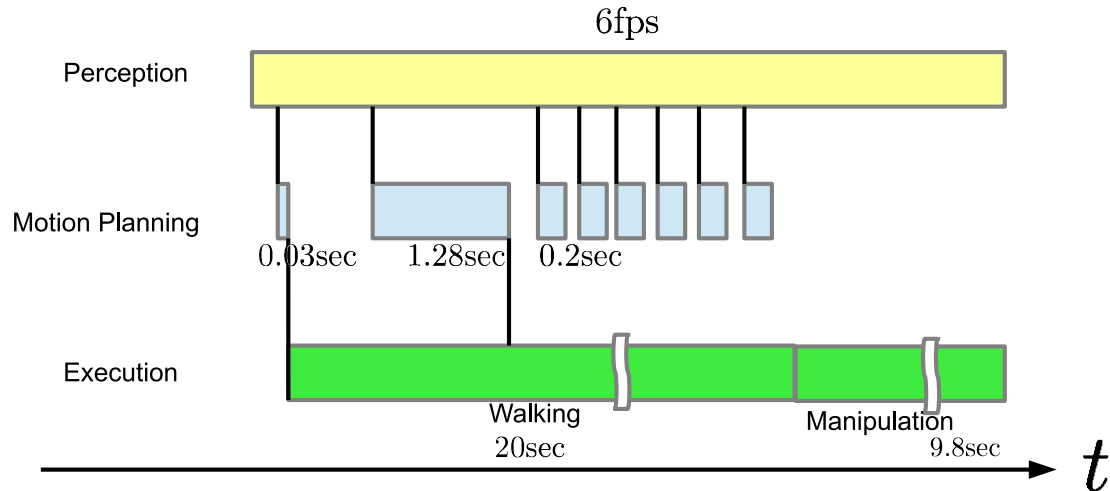 6fps
Perception
Motion Planning
0.03sec
1.28sec
0.2sec
Execution
Walking
Manipulation
20sec
9.8sec
t